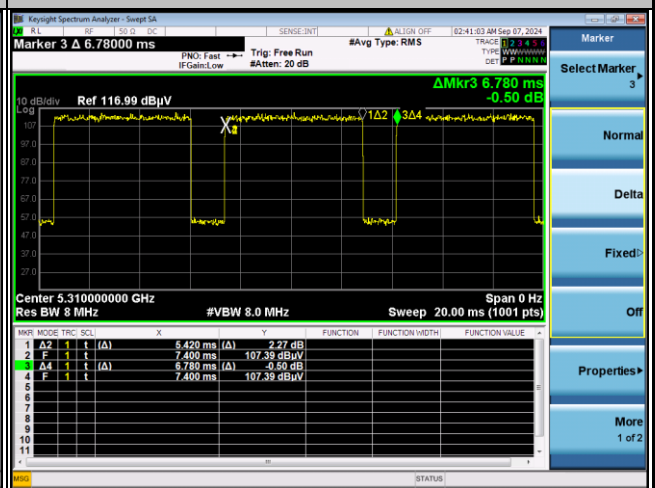 Keysight Spectrum Analyzer - Swept SA
RL RF 50 Ω DC SENSE:INT ALIGN OFF 02:41:03 AM Sep 07, 2024
Marker 3 Δ 6.78000 ms #Avg Type: RMS TRACE 1 2 3 4 5 6
PNO: Fast Trig: Free Run TYPE WWWWWW
IFGain:Low #Atten: 20 dB DET P P N N N N
ΔMkr3 6.780 ms
-0.50 dB
10 dB/div Ref 116.99 dBµV
Log
107
97.0
87.0
77.0
67.0
57.0
47.0
37.0
27.0
1Δ2 3Δ4
Center 5.310000000 GHz Span 0 Hz
Res BW 8 MHz #VBW 8.0 MHz Sweep 20.00 ms (1001 pts)
MKR MODE TRC SCL X Y FUNCTION FUNCTION WIDTH FUNCTION VALUE
1 Δ2 1 t (Δ) 5.420 ms (Δ) 2.27 dB
2 F 1 t 7.400 ms 107.39 dBµV
3 Δ4 1 t (Δ) 6.780 ms (Δ) -0.50 dB
4 F 1 t 7.400 ms 107.39 dBµV
5
6
7
8
9
10
11
MSG STATUS
Marker
Select Marker
3
Normal
Delta
Fixed
Off
Properties
More
1 of 2